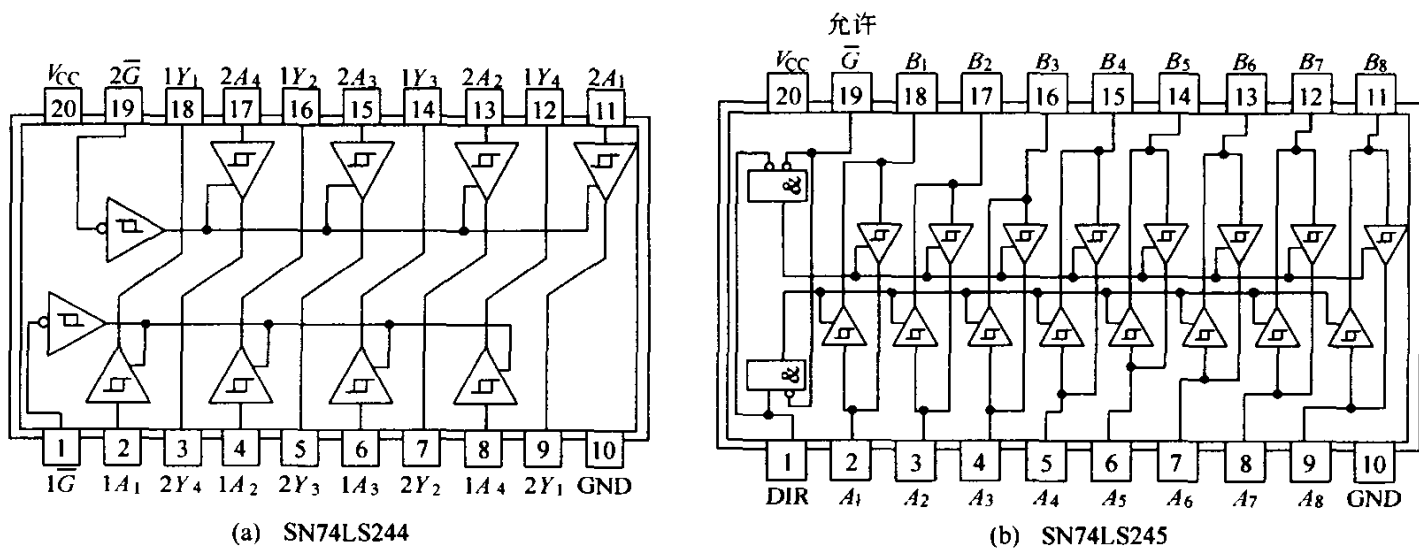 允许
V_CC 2G̅ 1Y₁ 2A₄ 1Y₂ 2A₃ 1Y₃ 2A₂ 1Y₄ 2A₁
20 19 18 17 16 15 14 13 12 11
1 2 3 4 5 6 7 8 9 10
1G̅ 1A₁ 2Y₄ 1A₂ 2Y₃ 1A₃ 2Y₂ 1A₄ 2Y₁ GND
(a) SN74LS244
V_CC G̅ B₁ B₂ B₃ B₄ B₅ B₆ B₇ B₈
20 19 18 17 16 15 14 13 12 11
&
&
1 2 3 4 5 6 7 8 9 10
DIR A₁ A₂ A₃ A₄ A₅ A₆ A₇ A₈ GND
(b) SN74LS245